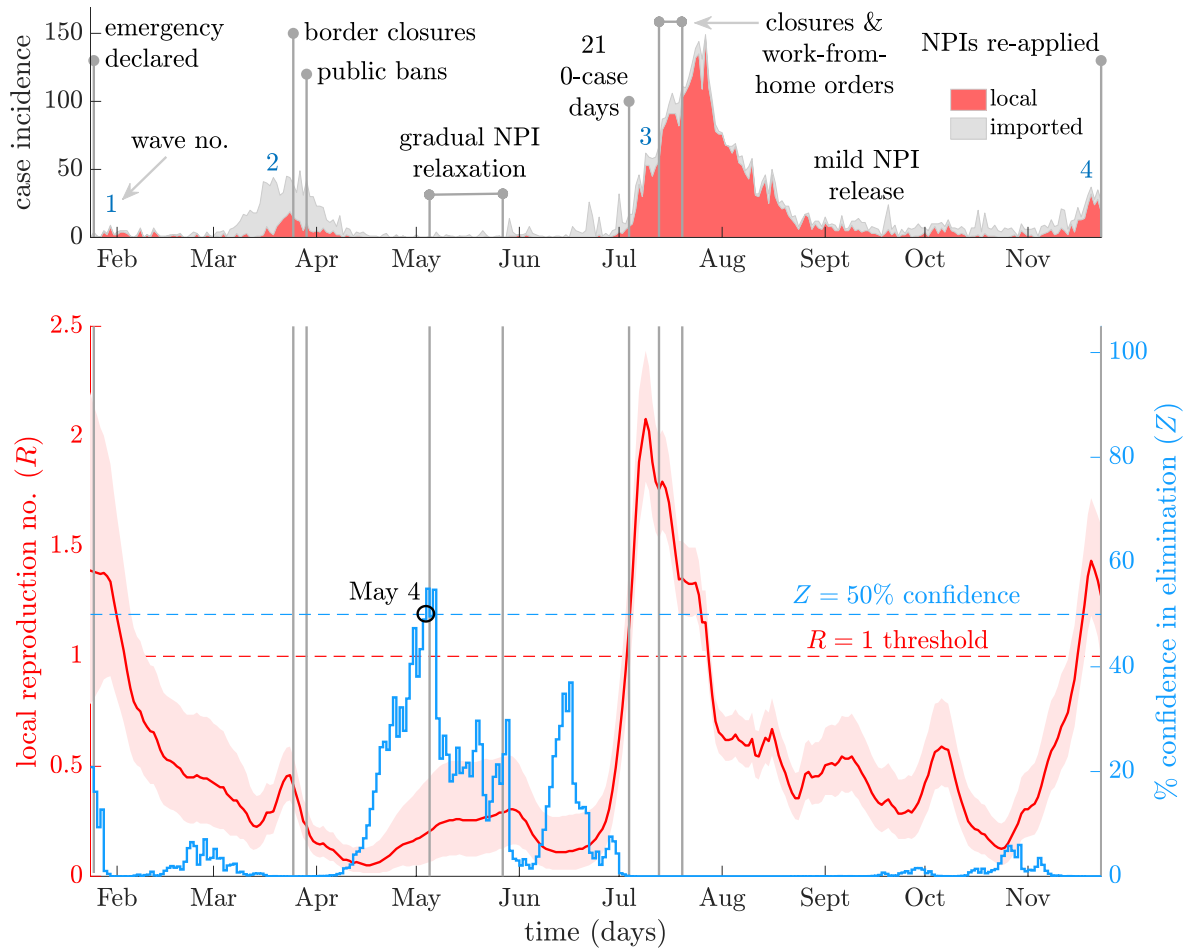 150
100
50
0
case incidence
emergency
declared
wave no.
1
2
border closures
public bans
gradual NPI
relaxation
21
0-case
days
3
closures &
work-from-
home orders
mild NPI
release
NPIs re-applied
local
imported
4
Feb Mar Apr May Jun Jul Aug Sept Oct Nov
2.5
2
1.5
1
0.5
0
local reproduction no. (R)
May 4
Z = 50% confidence
R = 1 threshold
100
80
60
40
20
0
% confidence in elimination (Z)
Feb Mar Apr May Jun Jul Aug Sept Oct Nov
time (days)